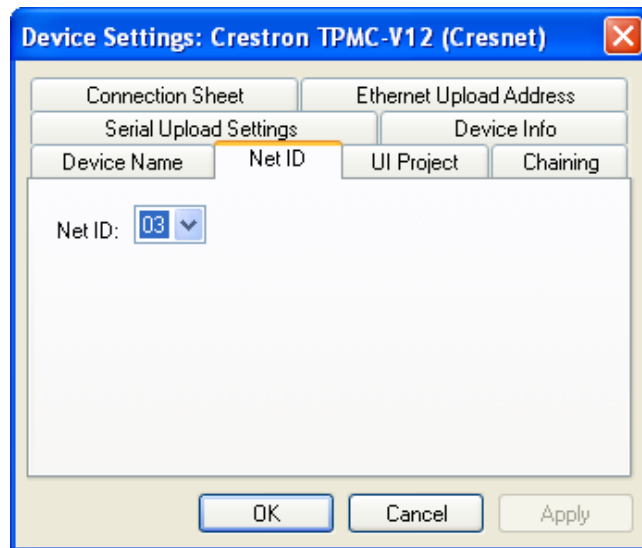 Device Settings: Crestron TPMC-V12 (Cresnet)
Connection Sheet Ethernet Upload Address
Serial Upload Settings Device Info
Device Name Net ID UI Project Chaining
Net ID: 03
OK Cancel Apply